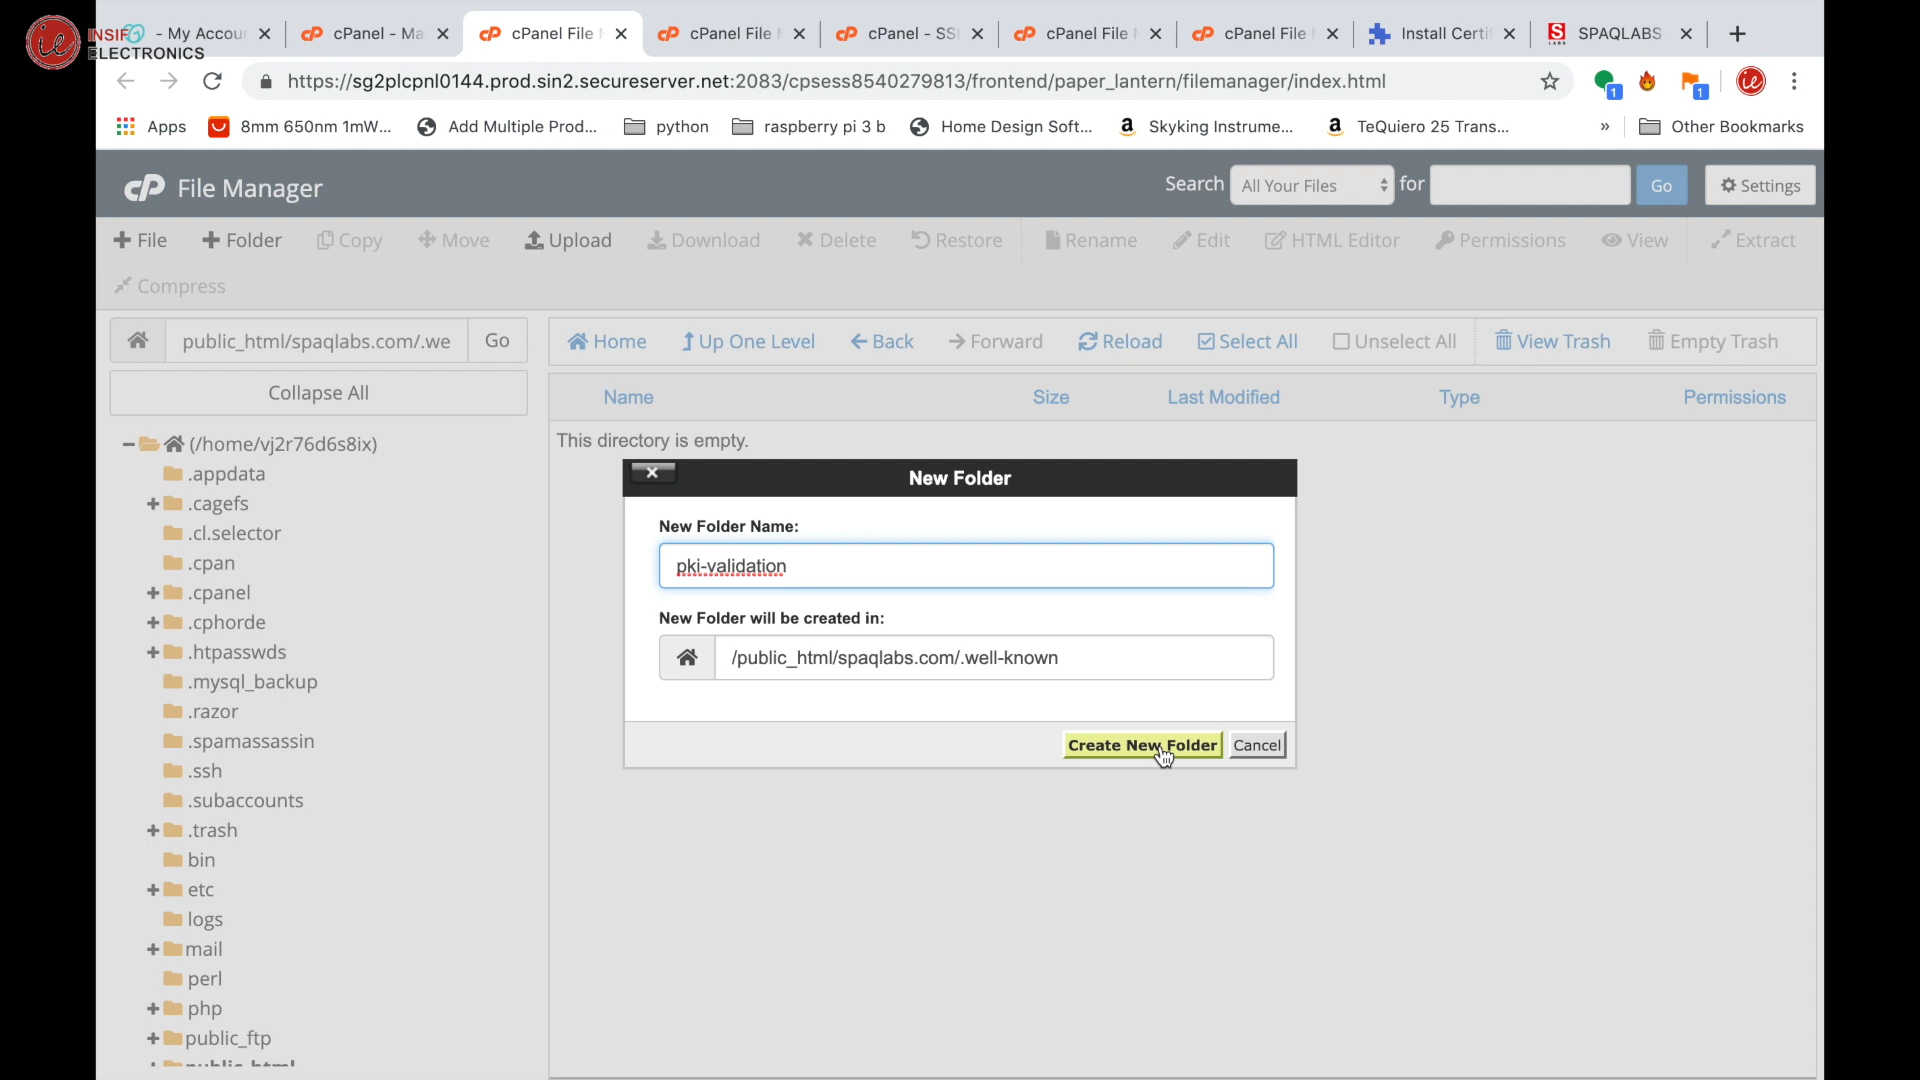 INSIF
ELECTRONICS
- My Accou
cPanel - Ma
cPanel File M
cPanel File M
cPanel - SS
cPanel File M
cPanel File
Install Certi
SPAQLABS
https://sg2plcpnl0144.prod.sin2.secureserver.net:2083/cpsess8540279813/frontend/paper_lantern/filemanager/index.html
1
1
Apps
8mm 650nm 1mW...
Add Multiple Prod...
python
raspberry pi 3 b
Home Design Soft...
Skyking Instrume...
TeQuiero 25 Trans...
»
Other Bookmarks
cP File Manager
Search
All Your Files
for
Go
Settings
File
Folder
Copy
Move
Upload
Download
Delete
Restore
Rename
Edit
HTML Editor
Permissions
View
Extract
Compress
public_html/spaqlabs.com/.we
Go
Home
Up One Level
Back
Forward
Reload
Select All
Unselect All
View Trash
Empty Trash
Collapse All
Name
Size
Last Modified
Type
Permissions
This directory is empty.
(/home/vj2r76d6s8ix)
.appdata
.cagefs
.cl.selector
.cpan
.cpanel
.cphorde
.htpasswds
.mysql_backup
.razor
.spamassassin
.ssh
.subaccounts
.trash
bin
etc
logs
mail
perl
php
public_ftp
public_html
New Folder
New Folder Name:
pki-validation
New Folder will be created in:
/public_html/spaqlabs.com/.well-known
Create New Folder
Cancel